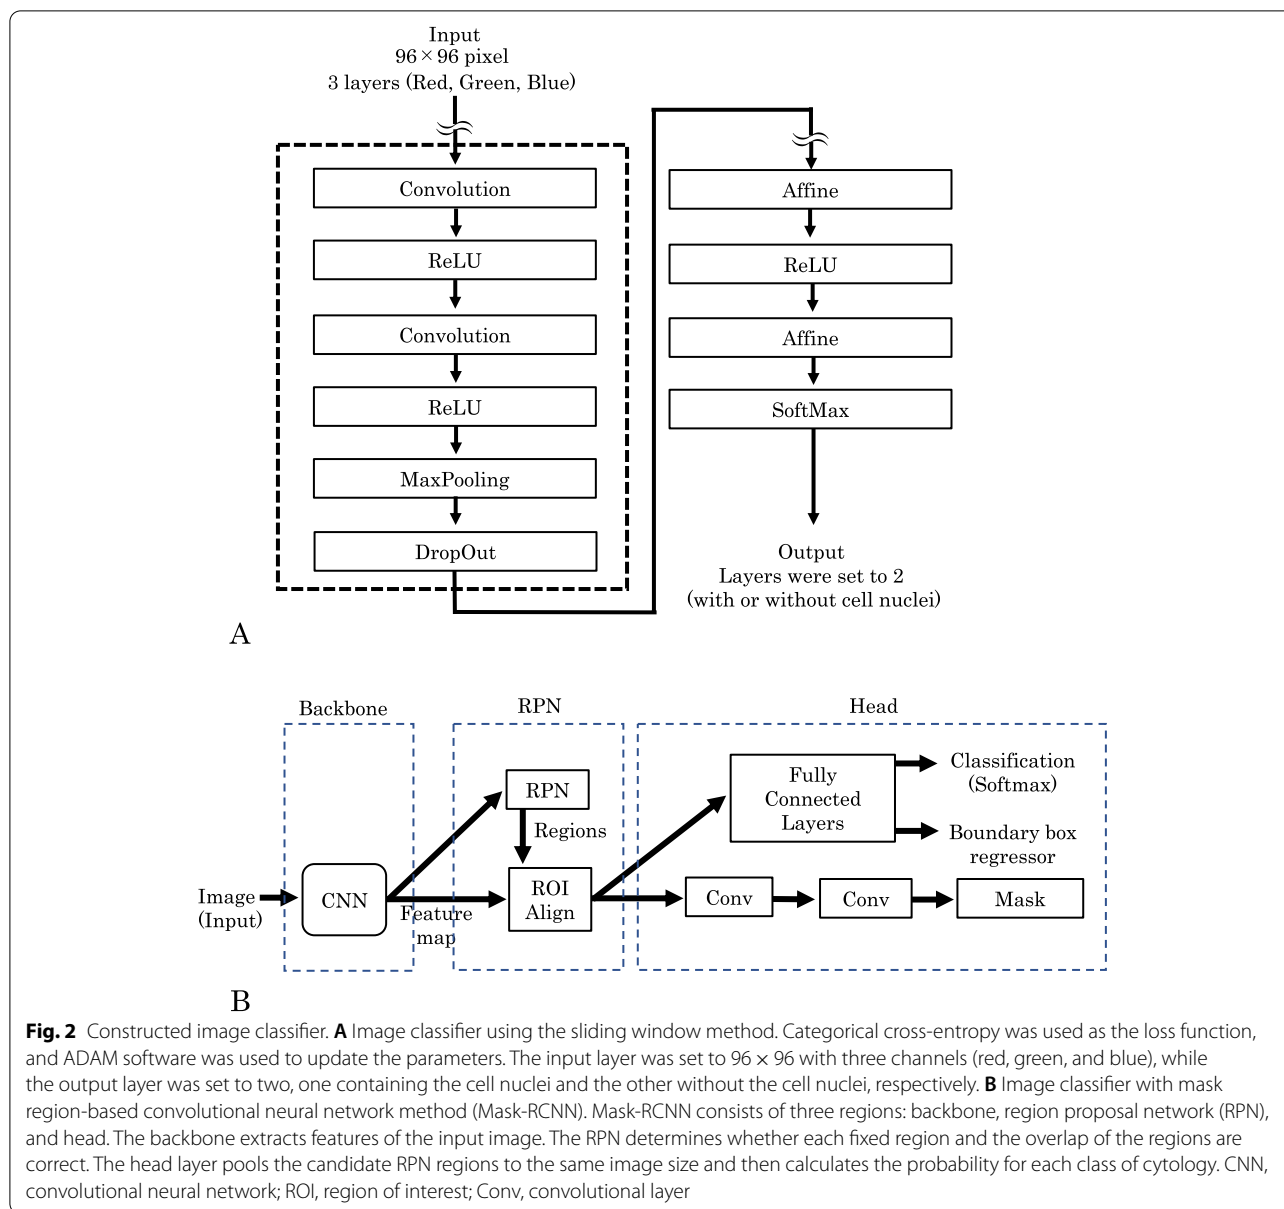 Input
96 × 96 pixel
3 layers (Red, Green, Blue)
Convolution
ReLU
Convolution
ReLU
MaxPooling
DropOut
Affine
ReLU
Affine
SoftMax
Output
Layers were set to 2
(with or without cell nuclei)
A
Backbone
RPN
Head
Image
(Input)
CNN
Feature
map
RPN
Regions
ROI
Align
Fully
Connected
Layers
Classification
(Softmax)
Boundary box
regressor
Conv
Conv
Mask
B
Fig. 2 Constructed image classifier. A Image classifier using the sliding window method. Categorical cross-entropy was used as the loss function,
and ADAM software was used to update the parameters. The input layer was set to 96 × 96 with three channels (red, green, and blue), while
the output layer was set to two, one containing the cell nuclei and the other without the cell nuclei, respectively. B Image classifier with mask
region-based convolutional neural network method (Mask-RCNN). Mask-RCNN consists of three regions: backbone, region proposal network (RPN),
and head. The backbone extracts features of the input image. The RPN determines whether each fixed region and the overlap of the regions are
correct. The head layer pools the candidate RPN regions to the same image size and then calculates the probability for each class of cytology. CNN,
convolutional neural network; ROI, region of interest; Conv, convolutional layer